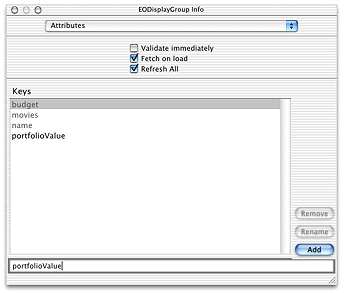 EODisplayGroup Info
Attributes
Validate immediately
Fetch on load
Refresh All
Keys
budget
movies
name
portfolioValue
Remove
Rename
Add
portfolioValue